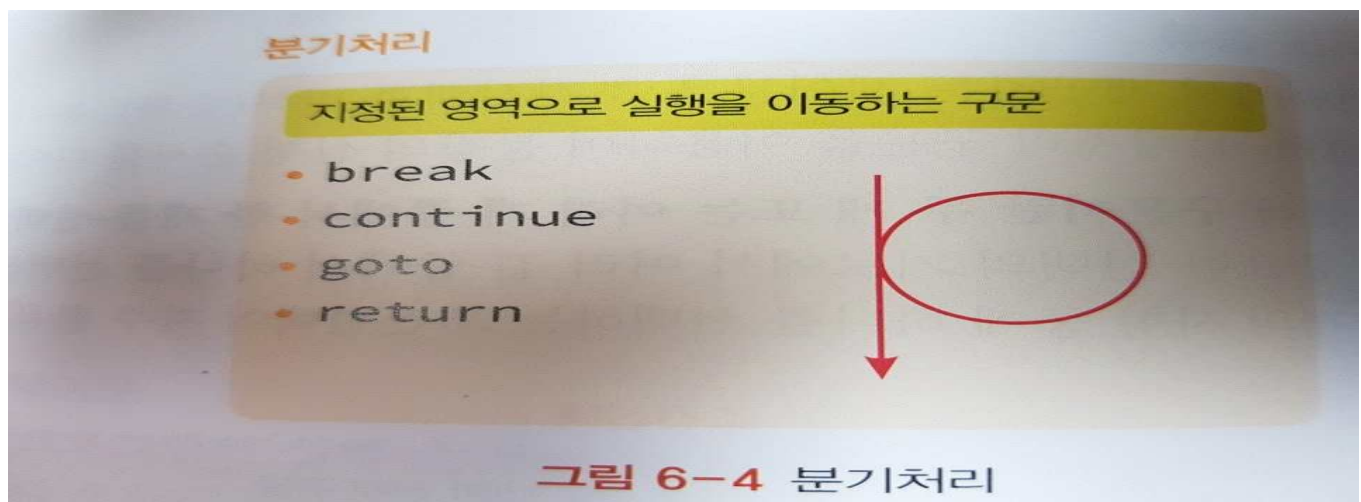 분기처리
지정된 영역으로 실행을 이동하는 구문
• break
• continue
• goto
• return
그림 6-4 분기처리